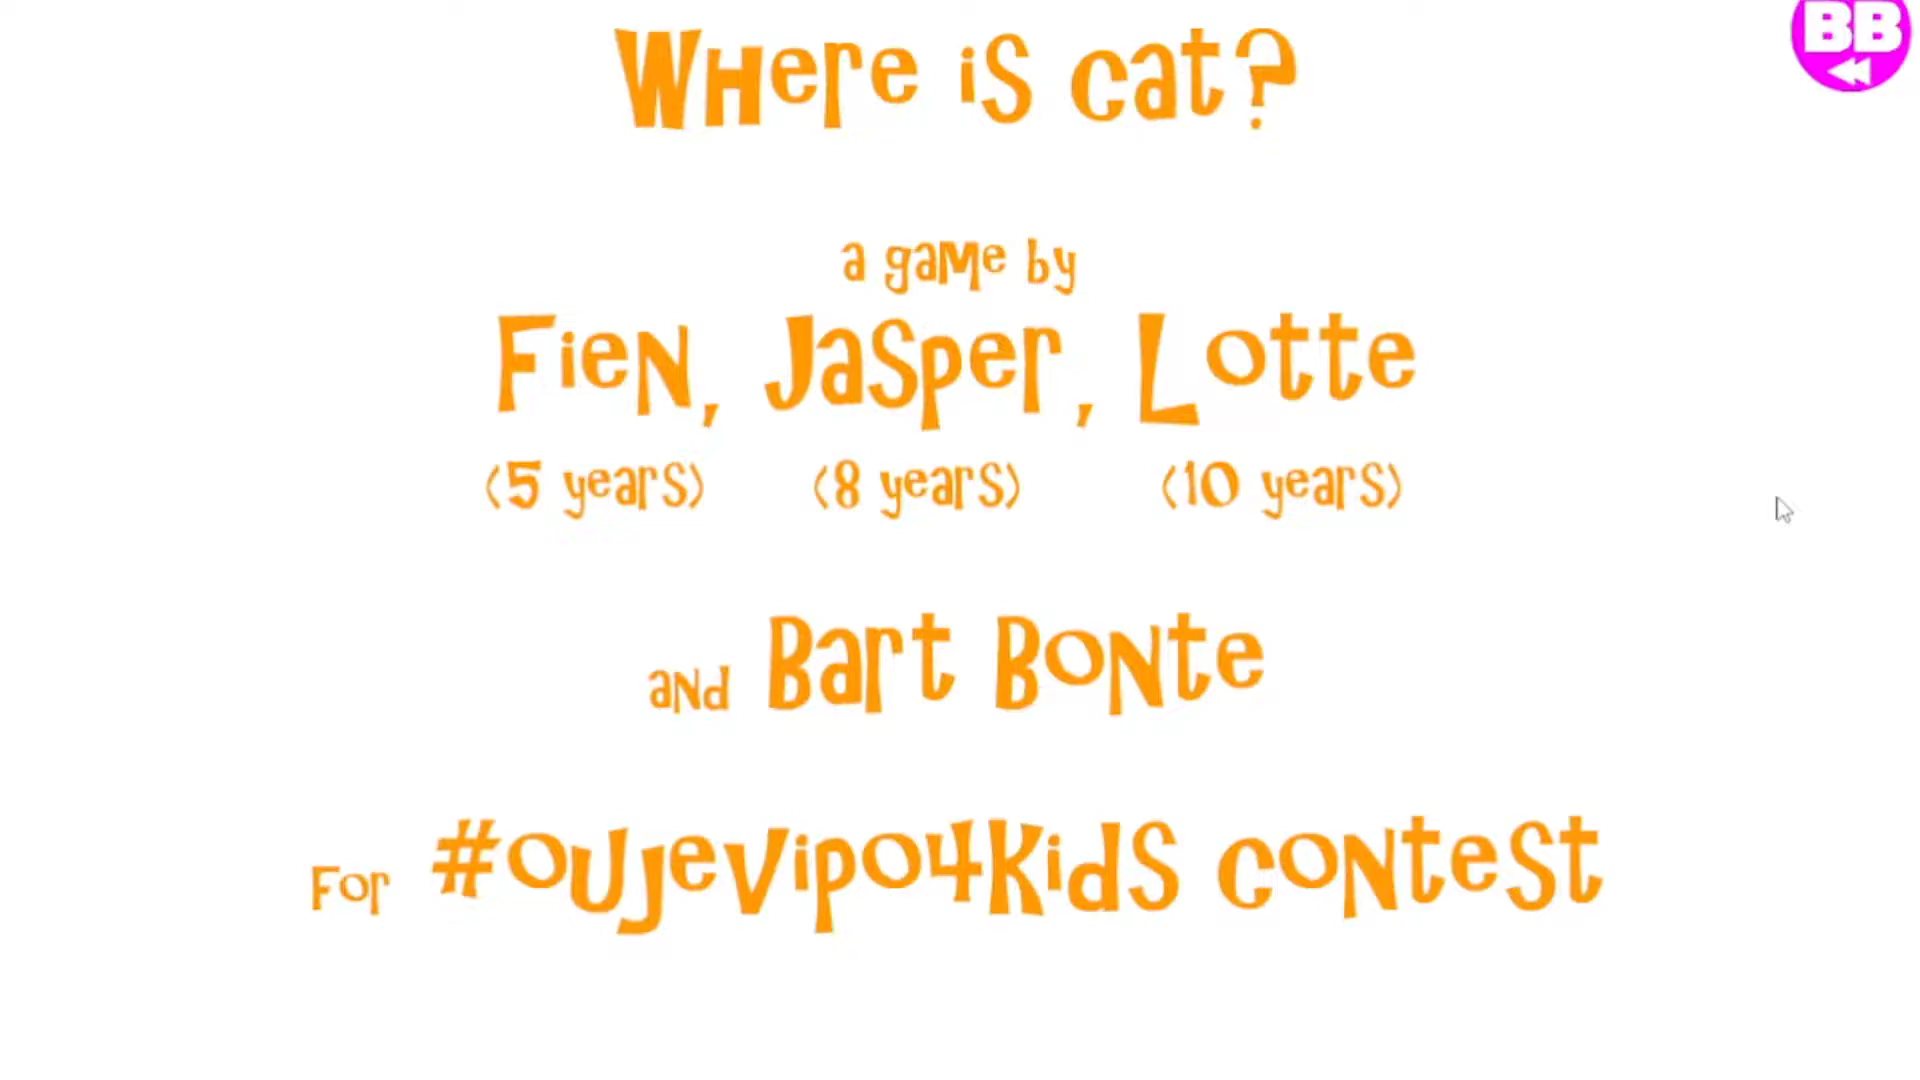 Where is cat?
BB
a game by
Fien, Jasper, Lotte
(5 years) (8 years) (10 years)
and Bart Bonte
For #oujevipo4kids contest